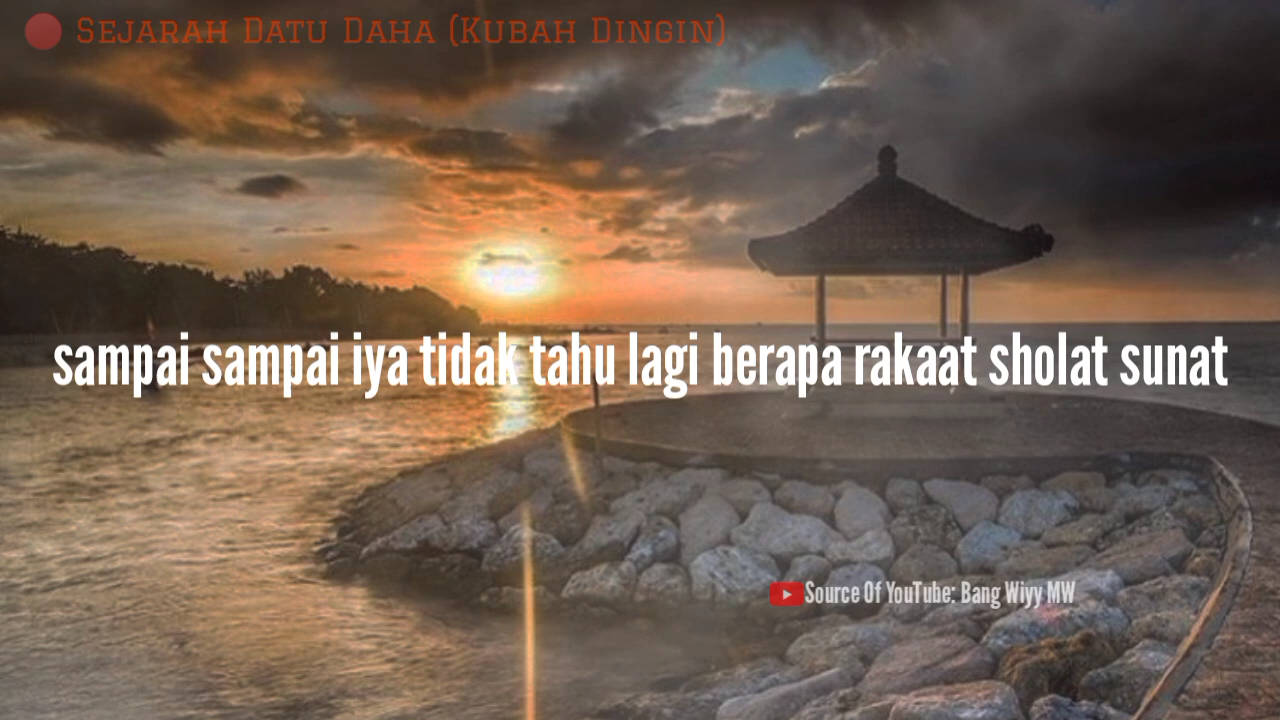 Sejarah Datu Daha (Kubah Dingin)
sampai sampai iya tidak tahu lagi berapa rakaat sholat sunat
Source Of YouTube: Bang Wiyy MW